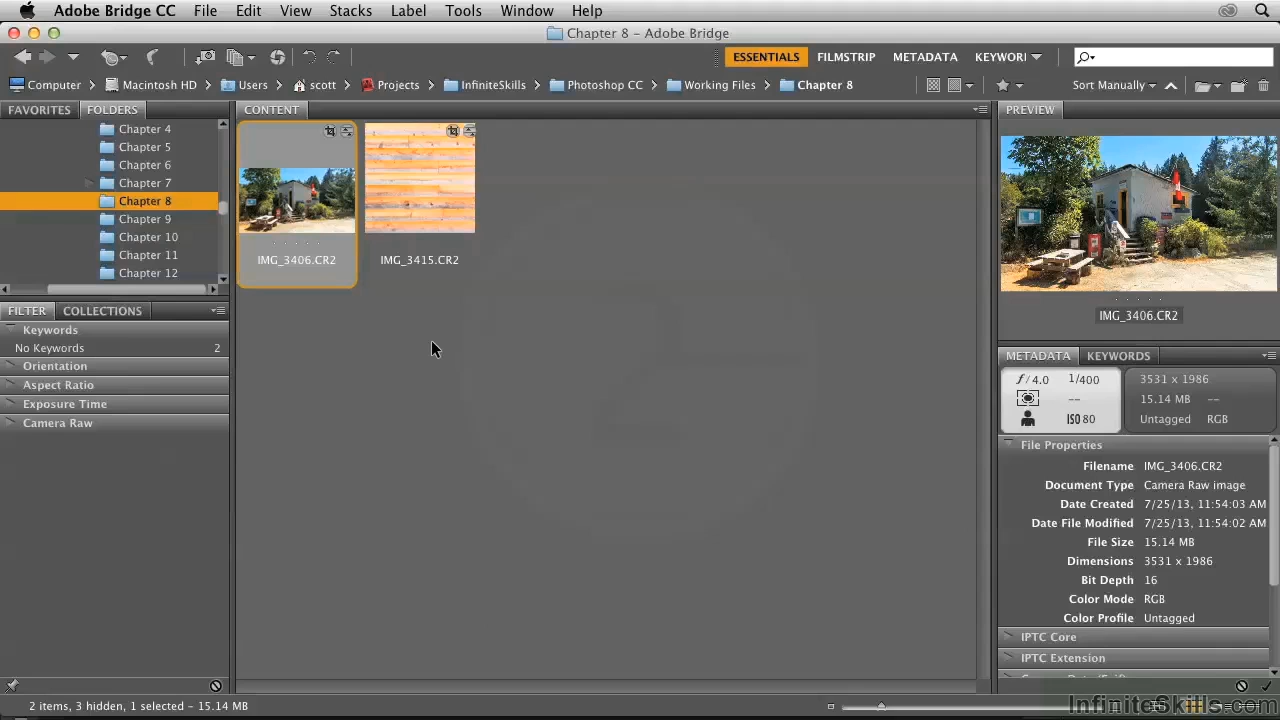 Adobe Bridge CC File Edit View Stacks Label Tools Window Help
Chapter 8 - Adobe Bridge
ESSENTIALS FILMSTRIP METADATA KEYWORI
Computer Macintosh HD Users scott Projects InfiniteSkills Photoshop CC Working Files Chapter 8 Sort Manually
FAVORITES FOLDERS
Chapter 4
Chapter 5
Chapter 6
Chapter 7
Chapter 8
Chapter 9
Chapter 10
Chapter 11
Chapter 12
FILTER COLLECTIONS
Keywords
No Keywords 2
Orientation
Aspect Ratio
Exposure Time
Camera Raw
CONTENT
IMG_3406.CR2 IMG_3415.CR2
PREVIEW
IMG_3406.CR2
METADATA KEYWORDS
f/4.0 1/400
--
ISO 80
3531 x 1986
15.14 MB --
Untagged RGB
File Properties
Filename IMG_3406.CR2
Document Type Camera Raw image
Date Created 7/25/13, 11:54:03 AM
Date File Modified 7/25/13, 11:54:02 AM
File Size 15.14 MB
Dimensions 3531 x 1986
Bit Depth 16
Color Mode RGB
Color Profile Untagged
IPTC Core
IPTC Extension
2 items, 3 hidden, 1 selected - 15.14 MB
InfiniteSkills.com